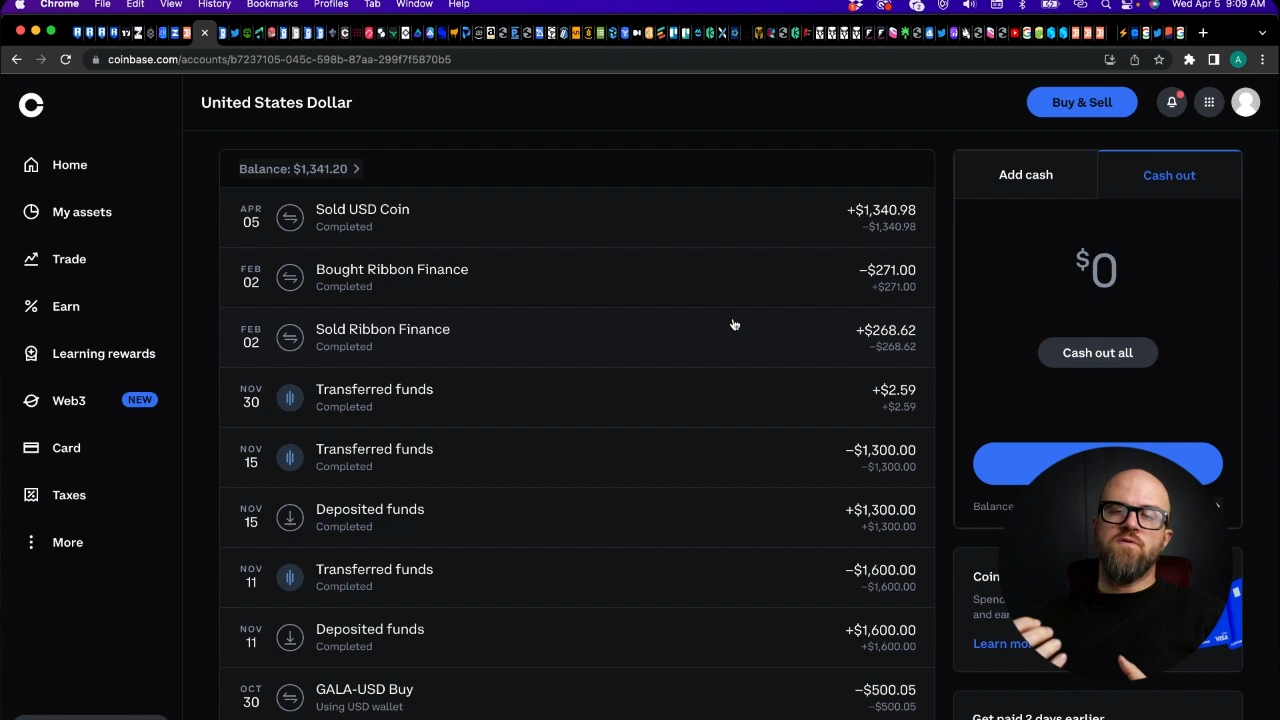 Chrome File Edit View History Bookmarks Profiles Tab Window Help Wed Apr 5 9:09 AM
coinbase.com/accounts/b7237105-045c-598b-87aa-299f7f5870b5 A
United States Dollar
Buy & Sell
Home
My assets
Trade
Earn
Learning rewards
Web3 NEW
Card
Taxes
More
Balance: $1,341.20
APR 05
Sold USD Coin
Completed
+$1,340.98
−$1,340.98
FEB 02
Bought Ribbon Finance
Completed
−$271.00
+$271.00
FEB 02
Sold Ribbon Finance
Completed
+$268.62
−$268.62
NOV 30
Transferred funds
Completed
+$2.59
+$2.59
NOV 15
Transferred funds
Completed
−$1,300.00
−$1,300.00
NOV 15
Deposited funds
Completed
+$1,300.00
+$1,300.00
NOV 11
Transferred funds
Completed
−$1,600.00
−$1,600.00
NOV 11
Deposited funds
Completed
+$1,600.00
+$1,600.00
OCT 30
GALA-USD Buy
Using USD wallet
−$500.05
−$500.05
Add cash
Cash out
$0
Cash out all
Balance
Coin
Spend
and ear
Learn mo
VISA
Get paid 2 days earlier